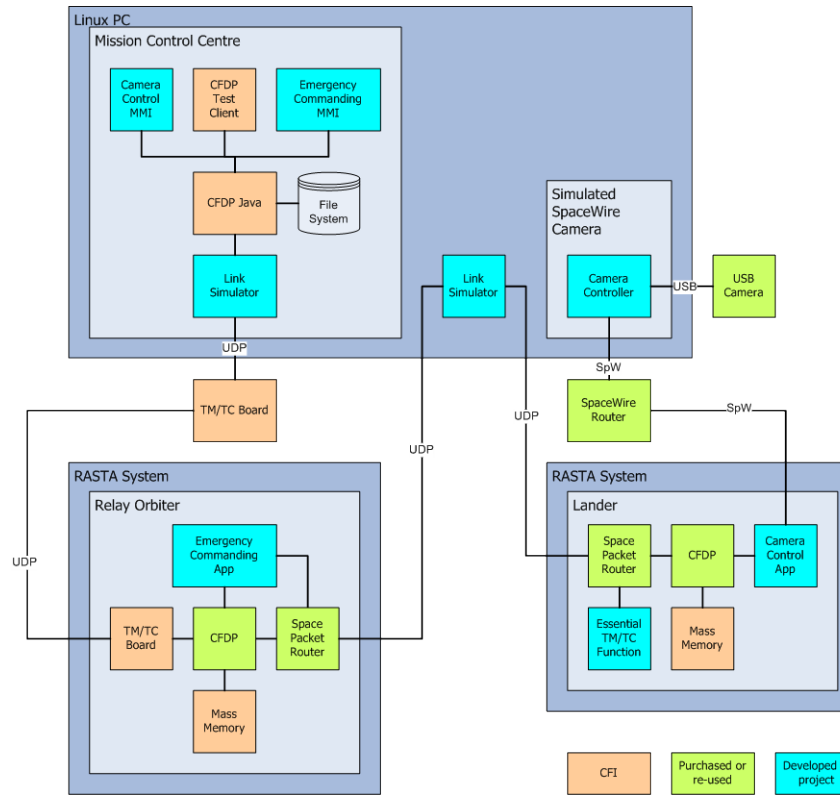 Linux PC
Mission Control Centre
Camera
Control
MMI
CFDP
Test
Client
Emergency
Commanding
MMI
CFDP Java
File
System
Link
Simulator
UDP
TM/TC Board
Link
Simulator
Simulated
SpaceWire
Camera
Camera
Controller
USB
USB
Camera
SpW
SpaceWire
Router
SpW
UDP
UDP
UDP
RASTA System
Relay Orbiter
Emergency
Commanding
App
TM/TC
Board
CFDP
Space
Packet
Router
Mass
Memory
RASTA System
Lander
Space
Packet
Router
CFDP
Camera
Control
App
Essential
TM/TC
Function
Mass
Memory
CFI
Purchased or
re-used
Developed
project